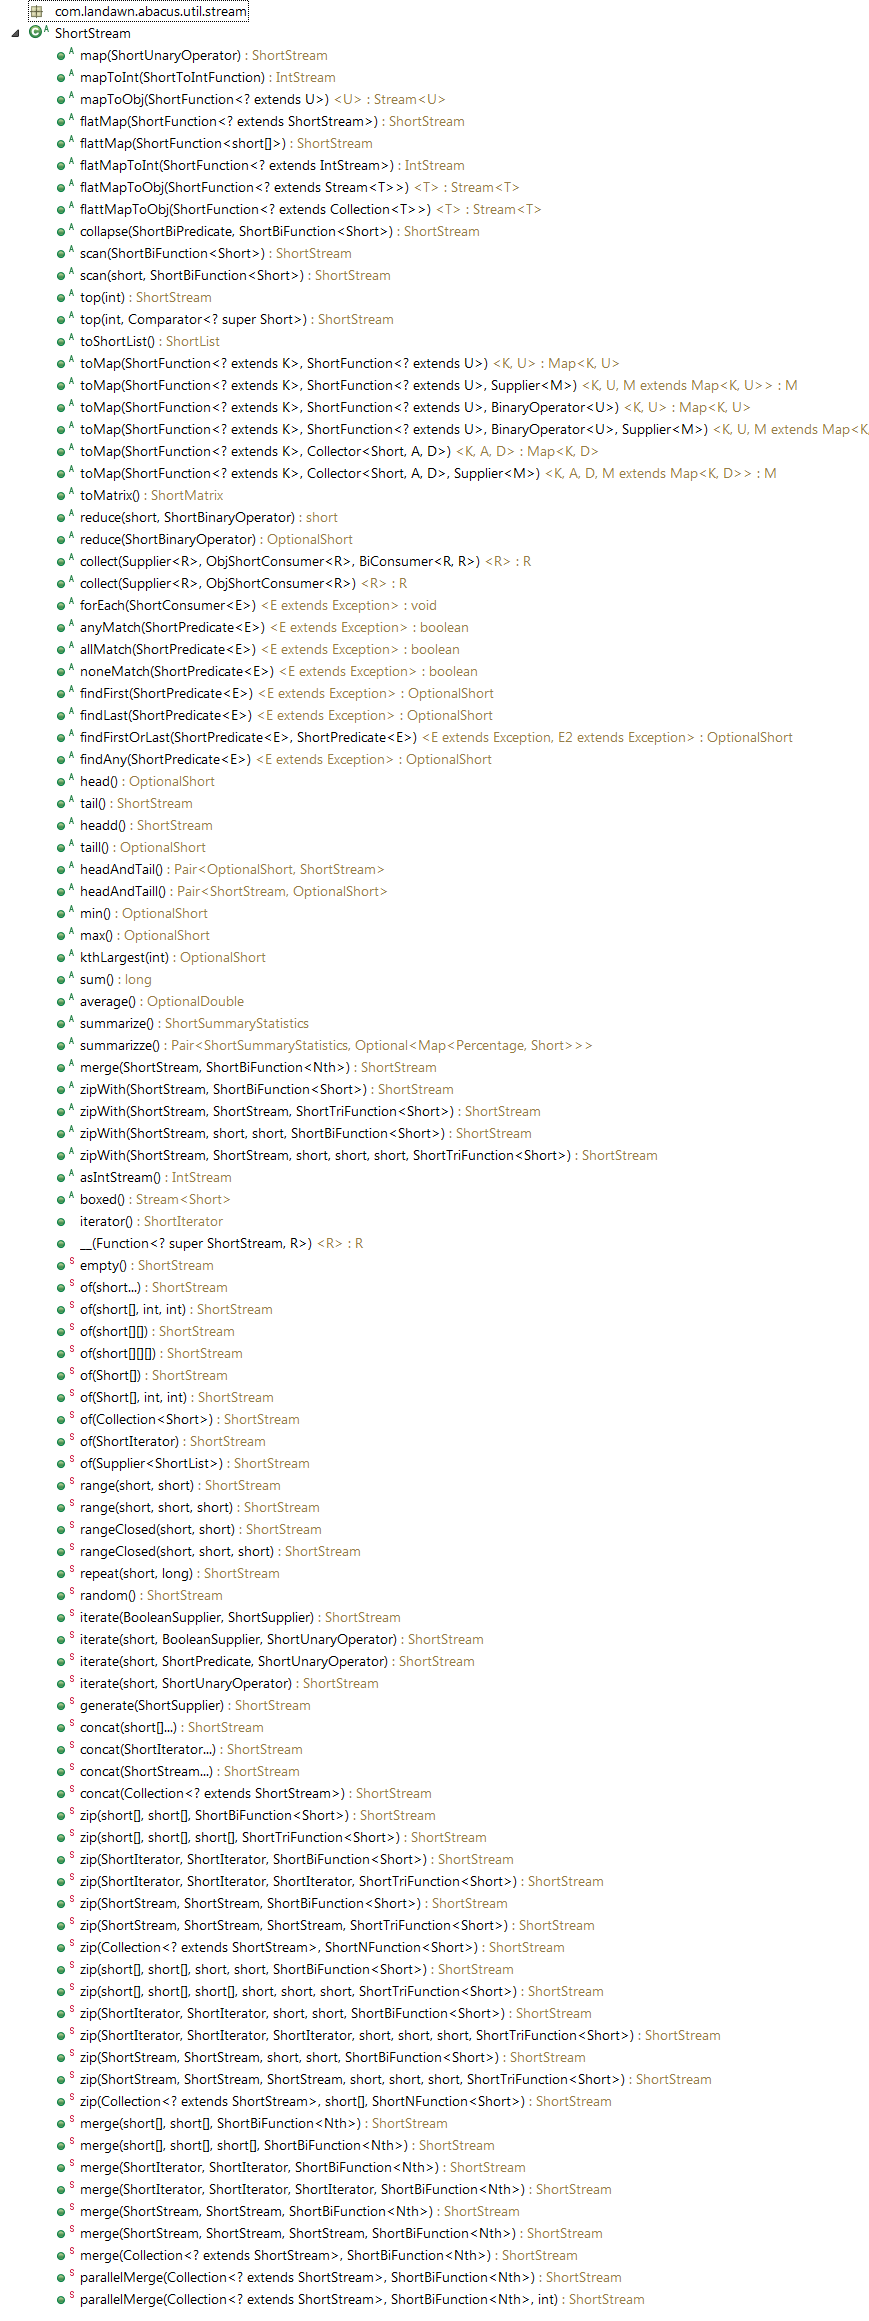 com.landawn.abacus.util.stream
ShortStream
map(ShortUnaryOperator) : ShortStream
mapToInt(ShortToIntFunction) : IntStream
mapToObj(ShortFunction<? extends U>) <U> : Stream<U>
flatMap(ShortFunction<? extends ShortStream>) : ShortStream
flattMap(ShortFunction<short[]>) : ShortStream
flatMapToInt(ShortFunction<? extends IntStream>) : IntStream
flatMapToObj(ShortFunction<? extends Stream<T>>) <T> : Stream<T>
flattMapToObj(ShortFunction<? extends Collection<T>>) <T> : Stream<T>
collapse(ShortBiPredicate, ShortBiFunction<Short>) : ShortStream
scan(ShortBiFunction<Short>) : ShortStream
scan(short, ShortBiFunction<Short>) : ShortStream
top(int) : ShortStream
top(int, Comparator<? super Short>) : ShortStream
toShortList() : ShortList
toMap(ShortFunction<? extends K>, ShortFunction<? extends U>) <K, U> : Map<K, U>
toMap(ShortFunction<? extends K>, ShortFunction<? extends U>, Supplier<M>) <K, U, M extends Map<K, U>> : M
toMap(ShortFunction<? extends K>, ShortFunction<? extends U>, BinaryOperator<U>) <K, U> : Map<K, U>
toMap(ShortFunction<? extends K>, ShortFunction<? extends U>, BinaryOperator<U>, Supplier<M>) <K, U, M extends Map<K,
toMap(ShortFunction<? extends K>, Collector<Short, A, D>) <K, A, D> : Map<K, D>
toMap(ShortFunction<? extends K>, Collector<Short, A, D>, Supplier<M>) <K, A, D, M extends Map<K, D>> : M
toMatrix() : ShortMatrix
reduce(short, ShortBinaryOperator) : short
reduce(ShortBinaryOperator) : OptionalShort
collect(Supplier<R>, ObjShortConsumer<R>, BiConsumer<R, R>) <R> : R
collect(Supplier<R>, ObjShortConsumer<R>) <R> : R
forEach(ShortConsumer<E>) <E extends Exception> : void
anyMatch(ShortPredicate<E>) <E extends Exception> : boolean
allMatch(ShortPredicate<E>) <E extends Exception> : boolean
noneMatch(ShortPredicate<E>) <E extends Exception> : boolean
findFirst(ShortPredicate<E>) <E extends Exception> : OptionalShort
findLast(ShortPredicate<E>) <E extends Exception> : OptionalShort
findFirstOrLast(ShortPredicate<E>, ShortPredicate<E>) <E extends Exception, E2 extends Exception> : OptionalShort
findAny(ShortPredicate<E>) <E extends Exception> : OptionalShort
head() : OptionalShort
tail() : ShortStream
headd() : ShortStream
taill() : OptionalShort
headAndTail() : Pair<OptionalShort, ShortStream>
headAndTaill() : Pair<ShortStream, OptionalShort>
min() : OptionalShort
max() : OptionalShort
kthLargest(int) : OptionalShort
sum() : long
average() : OptionalDouble
summarize() : ShortSummaryStatistics
summarizze() : Pair<ShortSummaryStatistics, Optional<Map<Percentage, Short>>>
merge(ShortStream, ShortBiFunction<Nth>) : ShortStream
zipWith(ShortStream, ShortBiFunction<Short>) : ShortStream
zipWith(ShortStream, ShortStream, ShortTriFunction<Short>) : ShortStream
zipWith(ShortStream, short, short, ShortBiFunction<Short>) : ShortStream
zipWith(ShortStream, ShortStream, short, short, short, ShortTriFunction<Short>) : ShortStream
asIntStream() : IntStream
boxed() : Stream<Short>
iterator() : ShortIterator
__(Function<? super ShortStream, R>) <R> : R
empty() : ShortStream
of(short...) : ShortStream
of(short[], int, int) : ShortStream
of(short[][]) : ShortStream
of(short[][][]) : ShortStream
of(Short[]) : ShortStream
of(Short[], int, int) : ShortStream
of(Collection<Short>) : ShortStream
of(ShortIterator) : ShortStream
of(Supplier<ShortList>) : ShortStream
range(short, short) : ShortStream
range(short, short, short) : ShortStream
rangeClosed(short, short) : ShortStream
rangeClosed(short, short, short) : ShortStream
repeat(short, long) : ShortStream
random() : ShortStream
iterate(BooleanSupplier, ShortSupplier) : ShortStream
iterate(short, BooleanSupplier, ShortUnaryOperator) : ShortStream
iterate(short, ShortPredicate, ShortUnaryOperator) : ShortStream
iterate(short, ShortUnaryOperator) : ShortStream
generate(ShortSupplier) : ShortStream
concat(short[]...) : ShortStream
concat(ShortIterator...) : ShortStream
concat(ShortStream...) : ShortStream
concat(Collection<? extends ShortStream>) : ShortStream
zip(short[], short[], ShortBiFunction<Short>) : ShortStream
zip(short[], short[], short[], ShortTriFunction<Short>) : ShortStream
zip(ShortIterator, ShortIterator, ShortBiFunction<Short>) : ShortStream
zip(ShortIterator, ShortIterator, ShortIterator, ShortTriFunction<Short>) : ShortStream
zip(ShortStream, ShortStream, ShortBiFunction<Short>) : ShortStream
zip(ShortStream, ShortStream, ShortStream, ShortTriFunction<Short>) : ShortStream
zip(Collection<? extends ShortStream>, ShortNFunction<Short>) : ShortStream
zip(short[], short[], short, short, ShortBiFunction<Short>) : ShortStream
zip(short[], short[], short[], short, short, short, ShortTriFunction<Short>) : ShortStream
zip(ShortIterator, ShortIterator, short, short, ShortBiFunction<Short>) : ShortStream
zip(ShortIterator, ShortIterator, ShortIterator, short, short, short, ShortTriFunction<Short>) : ShortStream
zip(ShortStream, ShortStream, short, short, ShortBiFunction<Short>) : ShortStream
zip(ShortStream, ShortStream, ShortStream, short, short, short, ShortTriFunction<Short>) : ShortStream
zip(Collection<? extends ShortStream>, short[], ShortNFunction<Short>) : ShortStream
merge(short[], short[], ShortBiFunction<Nth>) : ShortStream
merge(short[], short[], short[], ShortBiFunction<Nth>) : ShortStream
merge(ShortIterator, ShortIterator, ShortBiFunction<Nth>) : ShortStream
merge(ShortIterator, ShortIterator, ShortIterator, ShortBiFunction<Nth>) : ShortStream
merge(ShortStream, ShortStream, ShortBiFunction<Nth>) : ShortStream
merge(ShortStream, ShortStream, ShortStream, ShortBiFunction<Nth>) : ShortStream
merge(Collection<? extends ShortStream>, ShortBiFunction<Nth>) : ShortStream
parallelMerge(Collection<? extends ShortStream>, ShortBiFunction<Nth>) : ShortStream
parallelMerge(Collection<? extends ShortStream>, ShortBiFunction<Nth>, int) : ShortStream